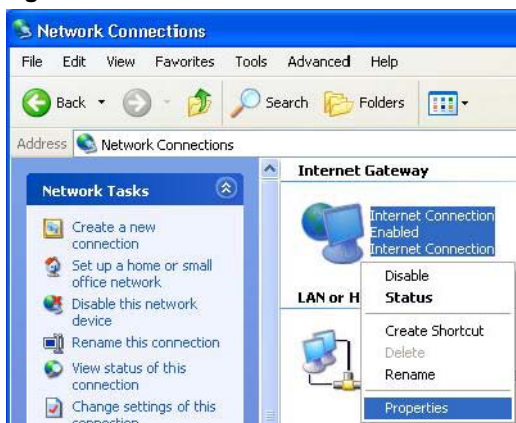 Network Connections
File Edit View Favorites Tools Advanced Help
Back Search Folders
Address Network Connections
Network Tasks
Create a new
connection
Set up a home or small
office network
Disable this network
device
Rename this connection
View status of this
connection
Change settings of this
connection
Internet Gateway
Internet Connection
Enabled
Internet Connection
LAN or H
Disable
Status
Create Shortcut
Delete
Rename
Properties